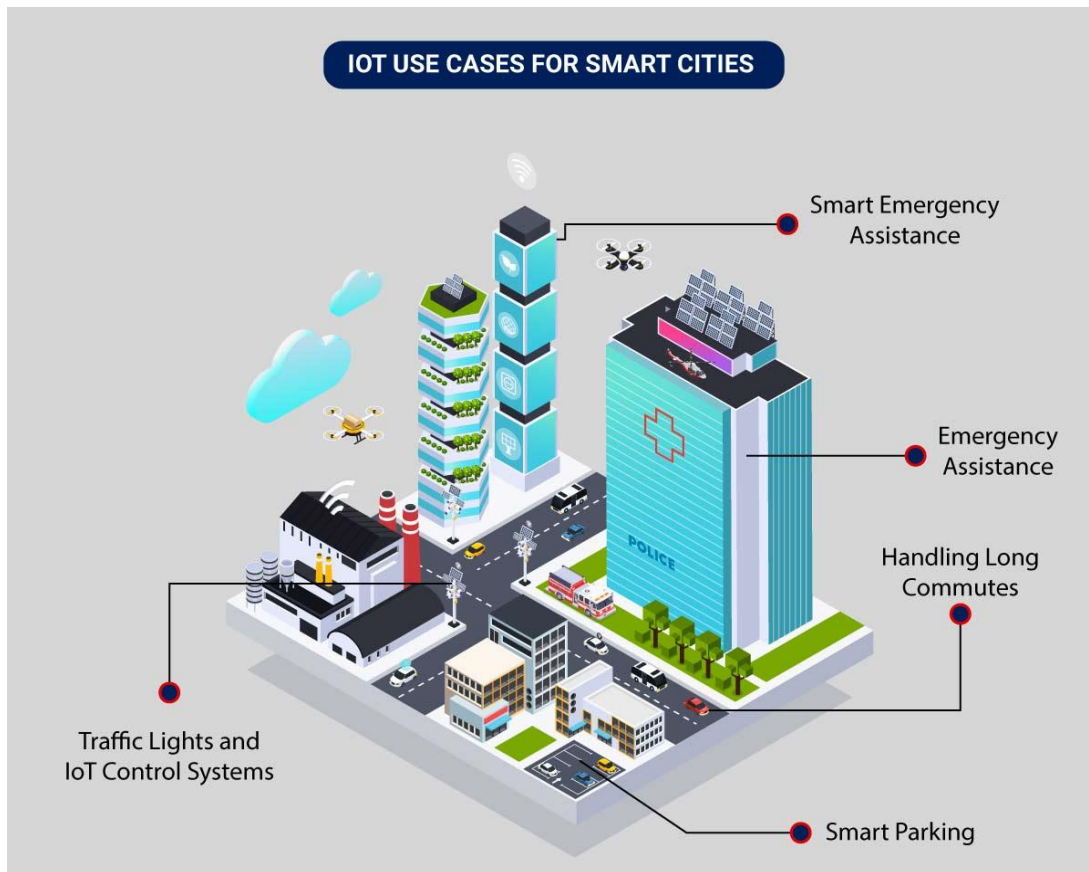 IOT USE CASES FOR SMART CITIES
Smart Emergency
Assistance
Emergency
Assistance
POLICE
Handling Long
Commutes
Traffic Lights and
IoT Control Systems
Smart Parking